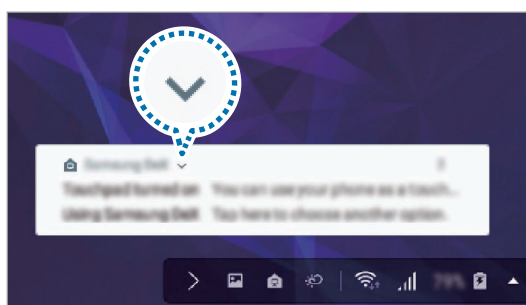 Samsung DeX
Touchpad turned on You can use your phone as a touch...
Using Samsung DeX Tap here to choose another option.
79%